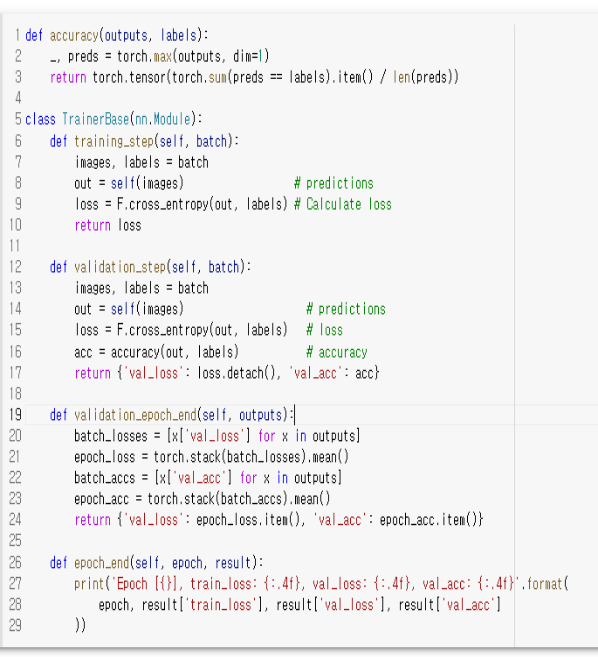 1 def accuracy(outputs, labels):
2     _, preds = torch.max(outputs, dim=1)
3     return torch.tensor(torch.sum(preds == labels).item() / len(preds))
4
5 class TrainerBase(nn.Module):
6     def training_step(self, batch):
7         images, labels = batch
8         out = self(images)                  # predictions
9         loss = F.cross_entropy(out, labels) # Calculate loss
10         return loss
11
12     def validation_step(self, batch):
13         images, labels = batch
14         out = self(images)                    # predictions
15         loss = F.cross_entropy(out, labels)   # loss
16         acc = accuracy(out, labels)           # accuracy
17         return {'val_loss': loss.detach(), 'val_acc': acc}
18
19     def validation_epoch_end(self, outputs):
20         batch_losses = [x['val_loss'] for x in outputs]
21         epoch_loss = torch.stack(batch_losses).mean()
22         batch_accs = [x['val_acc'] for x in outputs]
23         epoch_acc = torch.stack(batch_accs).mean()
24         return {'val_loss': epoch_loss.item(), 'val_acc': epoch_acc.item()}
25
26     def epoch_end(self, epoch, result):
27         print('Epoch [{}], train_loss: {:.4f}, val_loss: {:.4f}, val_acc: {:.4f}'.format(
28             epoch, result['train_loss'], result['val_loss'], result['val_acc']
29         ))